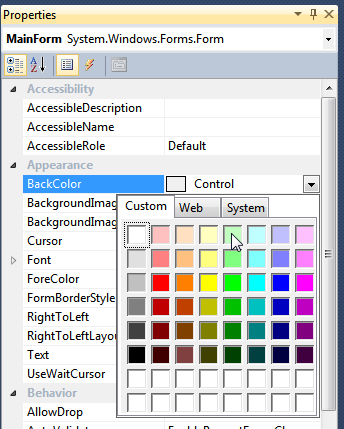 Properties
MainForm System.Windows.Forms.Form
Accessibility
AccessibleDescription
AccessibleName
AccessibleRole Default
Appearance
BackColor Control
BackgroundImag
Custom Web System
BackgroundImag
Cursor
Font
ForeColor
FormBorderStyle
RightToLeft
RightToLeftLayou
Text
UseWaitCursor
Behavior
AllowDrop